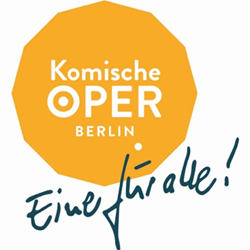 Komische
OPER
BERLIN
Eine für alle!